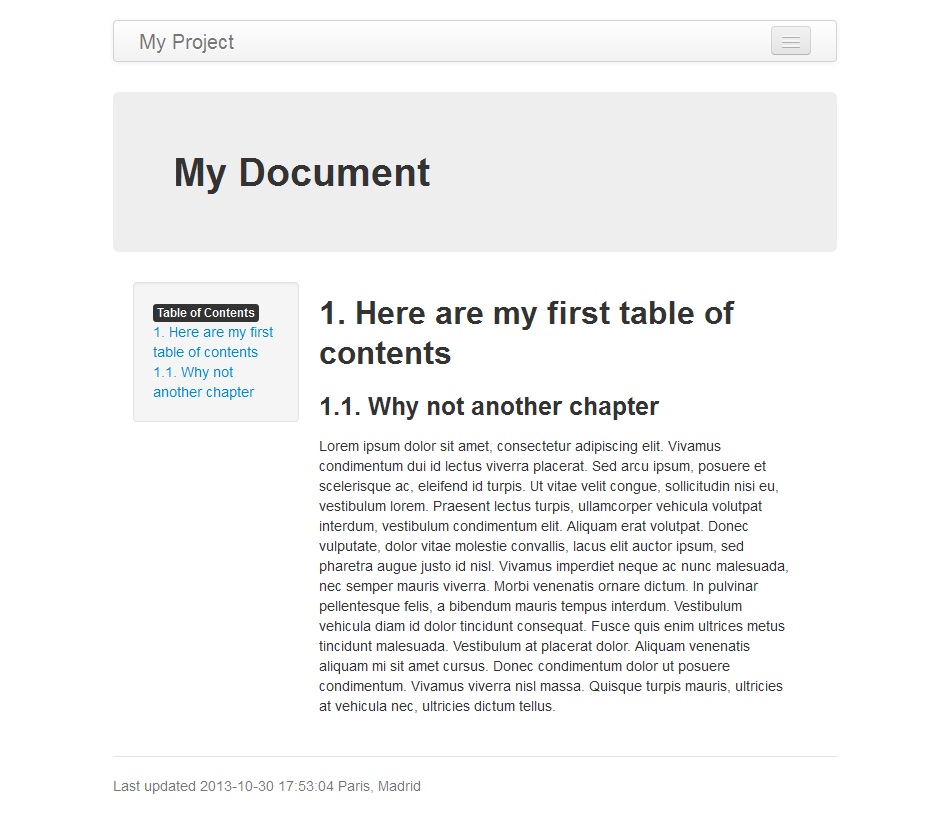 My Project
My Document
Table of Contents
1. Here are my first
table of contents
1.1. Why not
another chapter
1. Here are my first table of
contents
1.1. Why not another chapter
Lorem ipsum dolor sit amet, consectetur adipiscing elit. Vivamus
condimentum dui id lectus viverra placerat. Sed arcu ipsum, posuere et
scelerisque ac, eleifend id turpis. Ut vitae velit congue, sollicitudin nisi eu,
vestibulum lorem. Praesent lectus turpis, ullamcorper vehicula volutpat
interdum, vestibulum condimentum elit. Aliquam erat volutpat. Donec
vulputate, dolor vitae molestie convallis, lacus elit auctor ipsum, sed
pharetra augue justo id nisl. Vivamus imperdiet neque ac nunc malesuada,
nec semper mauris viverra. Morbi venenatis ornare dictum. In pulvinar
pellentesque felis, a bibendum mauris tempus interdum. Vestibulum
vehicula diam id dolor tincidunt consequat. Fusce quis enim ultrices metus
tincidunt malesuada. Vestibulum at placerat dolor. Aliquam venenatis
aliquam mi sit amet cursus. Donec condimentum dolor ut posuere
condimentum. Vivamus viverra nisl massa. Quisque turpis mauris, ultricies
at vehicula nec, ultricies dictum tellus.
Last updated 2013-10-30 17:53:04 Paris, Madrid